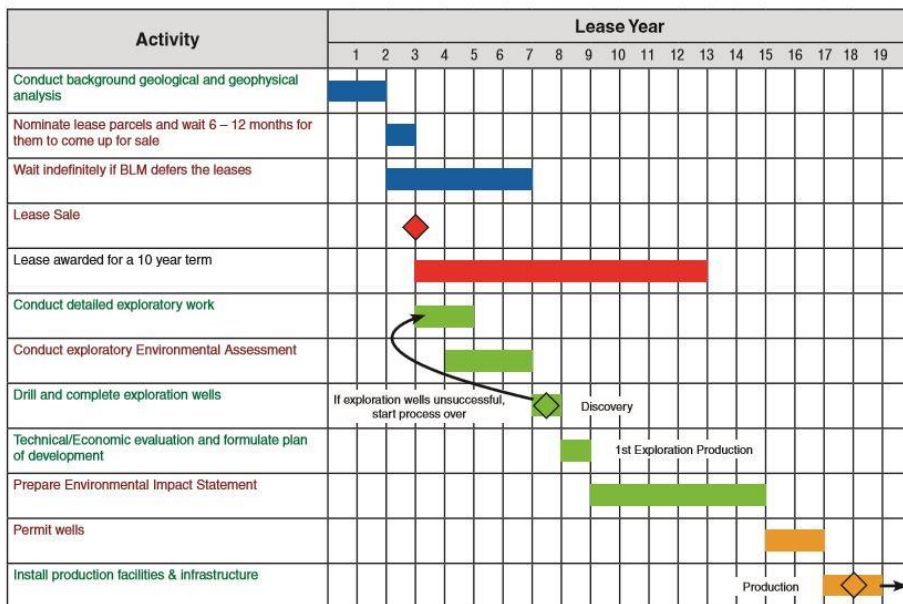 Activity
Lease Year
1 2 3 4 5 6 7 8 9 10 11 12 13 14 15 16 17 18 19
Conduct background geological and geophysical
analysis
Nominate lease parcels and wait 6 – 12 months for
them to come up for sale
Wait indefinitely if BLM defers the leases
Lease Sale
Lease awarded for a 10 year term
Conduct detailed exploratory work
Conduct exploratory Environmental Assessment
Drill and complete exploration wells
If exploration wells unsuccessful,
start process over
Discovery
Technical/Economic evaluation and formulate plan
of development
1st Exploration Production
Prepare Environmental Impact Statement
Permit wells
Install production facilities & infrastructure
Production